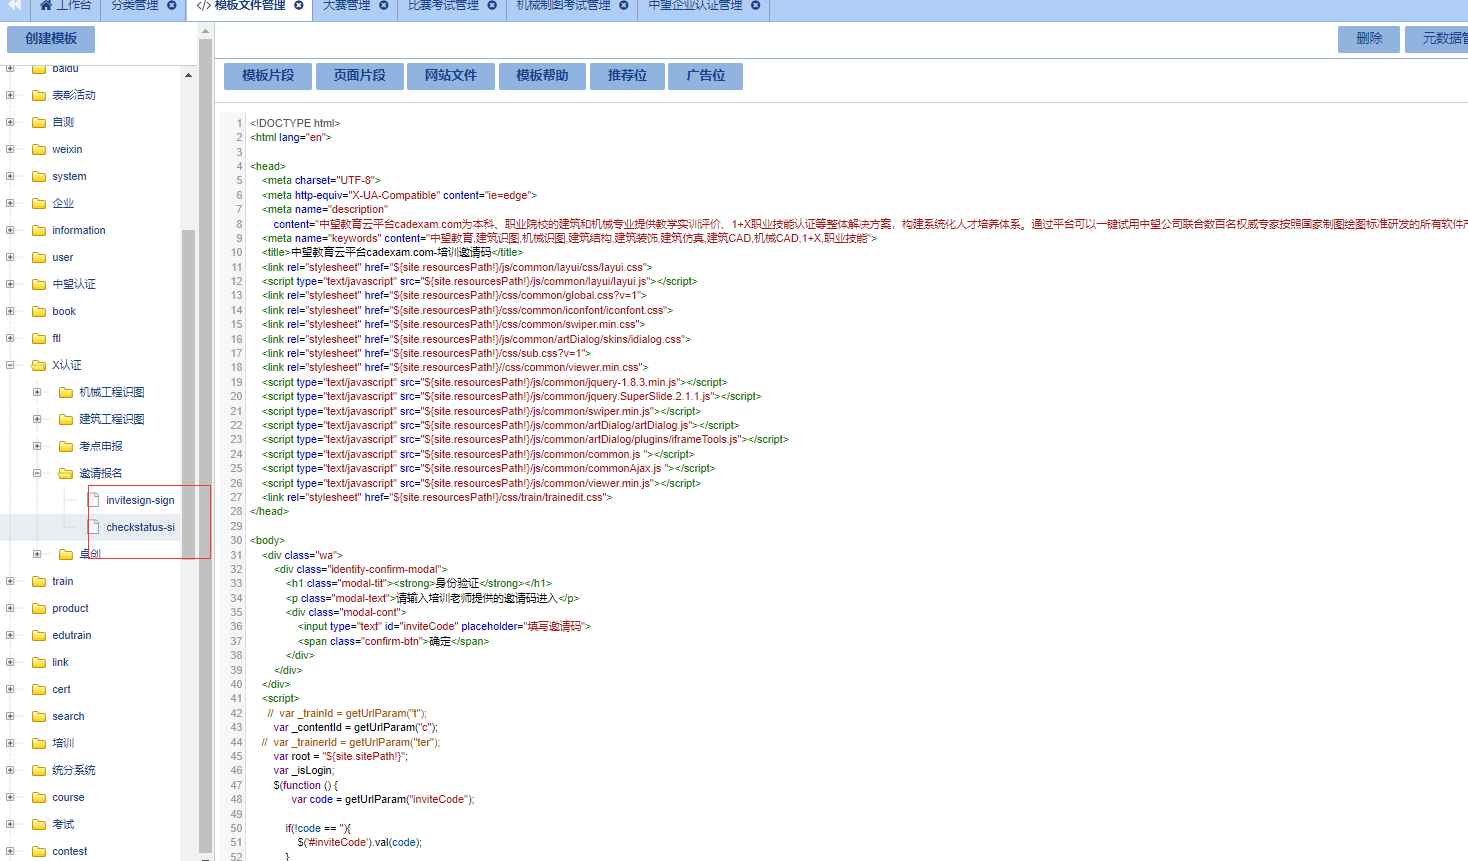 工作台 分类管理 </> 模板文件管理 大赛管理 比赛考试管理 机械制图考试管理 中望企业认证管理
创建模板 删除 元数据管
模板片段 页面片段 网站文件 模板帮助 推荐位 广告位
baidu
表彰活动
自测
weixin
system
企业
information
user
中望认证
book
ftl
X认证
机械工程识图
建筑工程识图
考点申报
邀请报名
invitesign-sign
checkstatus-si
卓创
train
product
edutrain
link
cert
search
培训
统分系统
course
考试
contest
1 <!DOCTYPE html>
2 <html lang="en">
3
4 <head>
5 <meta charset="UTF-8">
6 <meta http-equiv="X-UA-Compatible" content="ie=edge">
7 <meta name="description"
8 content="中望教育云平台cadexam.com为本科、职业院校的建筑和机械专业提供教学实训评价、1+X职业技能认证等整体解决方案，构建系统化人才培养体系。通过平台可以一键试用中望公司联合数百名权威专家按照国家制图绘图标准研发的所有软件产
9 <meta name="keywords" content="中望教育,建筑识图,机械识图,建筑结构,建筑装饰,建筑仿真,建筑CAD,机械CAD,1+X,职业技能">
10 <title>中望教育云平台cadexam.com-培训邀请码</title>
11 <link rel="stylesheet" href="${site.resourcesPath!}/js/common/layui/css/layui.css">
12 <script type="text/javascript" src="${site.resourcesPath!}/js/common/layui/layui.js"></script>
13 <link rel="stylesheet" href="${site.resourcesPath!}/css/common/global.css?v=1">
14 <link rel="stylesheet" href="${site.resourcesPath!}/css/common/iconfont/iconfont.css">
15 <link rel="stylesheet" href="${site.resourcesPath!}/css/common/swiper.min.css">
16 <link rel="stylesheet" href="${site.resourcesPath!}/js/common/artDialog/skins/idialog.css">
17 <link rel="stylesheet" href="${site.resourcesPath!}/css/sub.css?v=1">
18 <link rel="stylesheet" href="${site.resourcesPath!}//css/common/viewer.min.css">
19 <script type="text/javascript" src="${site.resourcesPath!}/js/common/jquery-1.8.3.min.js"></script>
20 <script type="text/javascript" src="${site.resourcesPath!}/js/common/jquery.SuperSlide.2.1.1.js"></script>
21 <script type="text/javascript" src="${site.resourcesPath!}/js/common/swiper.min.js"></script>
22 <script type="text/javascript" src="${site.resourcesPath!}/js/common/artDialog/artDialog.js"></script>
23 <script type="text/javascript" src="${site.resourcesPath!}/js/common/artDialog/plugins/iframeTools.js"></script>
24 <script type="text/javascript" src="${site.resourcesPath!}/js/common/common.js "></script>
25 <script type="text/javascript" src="${site.resourcesPath!}/js/common/commonAjax.js "></script>
26 <script type="text/javascript" src="${site.resourcesPath!}/js/common/viewer.min.js"></script>
27 <link rel="stylesheet" href="${site.resourcesPath!}/css/train/trainedit.css">
28 </head>
29
30 <body>
31 <div class="wa">
32 <div class="identity-confirm-modal">
33 <h1 class="modal-tit"><strong>身份验证</strong></h1>
34 <p class="modal-text">请输入培训老师提供的邀请码进入</p>
35 <div class="modal-cont">
36 <input type="text" id="inviteCode" placeholder="填写邀请码">
37 <span class="confirm-btn">确定</span>
38 </div>
39 </div>
40 </div>
41 <script>
42 // var _trainId = getUrlParam("t");
43 var _contentId = getUrlParam("c");
44 // var _trainerId = getUrlParam("ter");
45 var root = "${site.sitePath!}";
46 var _isLogin;
47 $(function () {
48 var code = getUrlParam("inviteCode");
49
50 if(!code == ''){
51 $('#inviteCode').val(code);
52 }